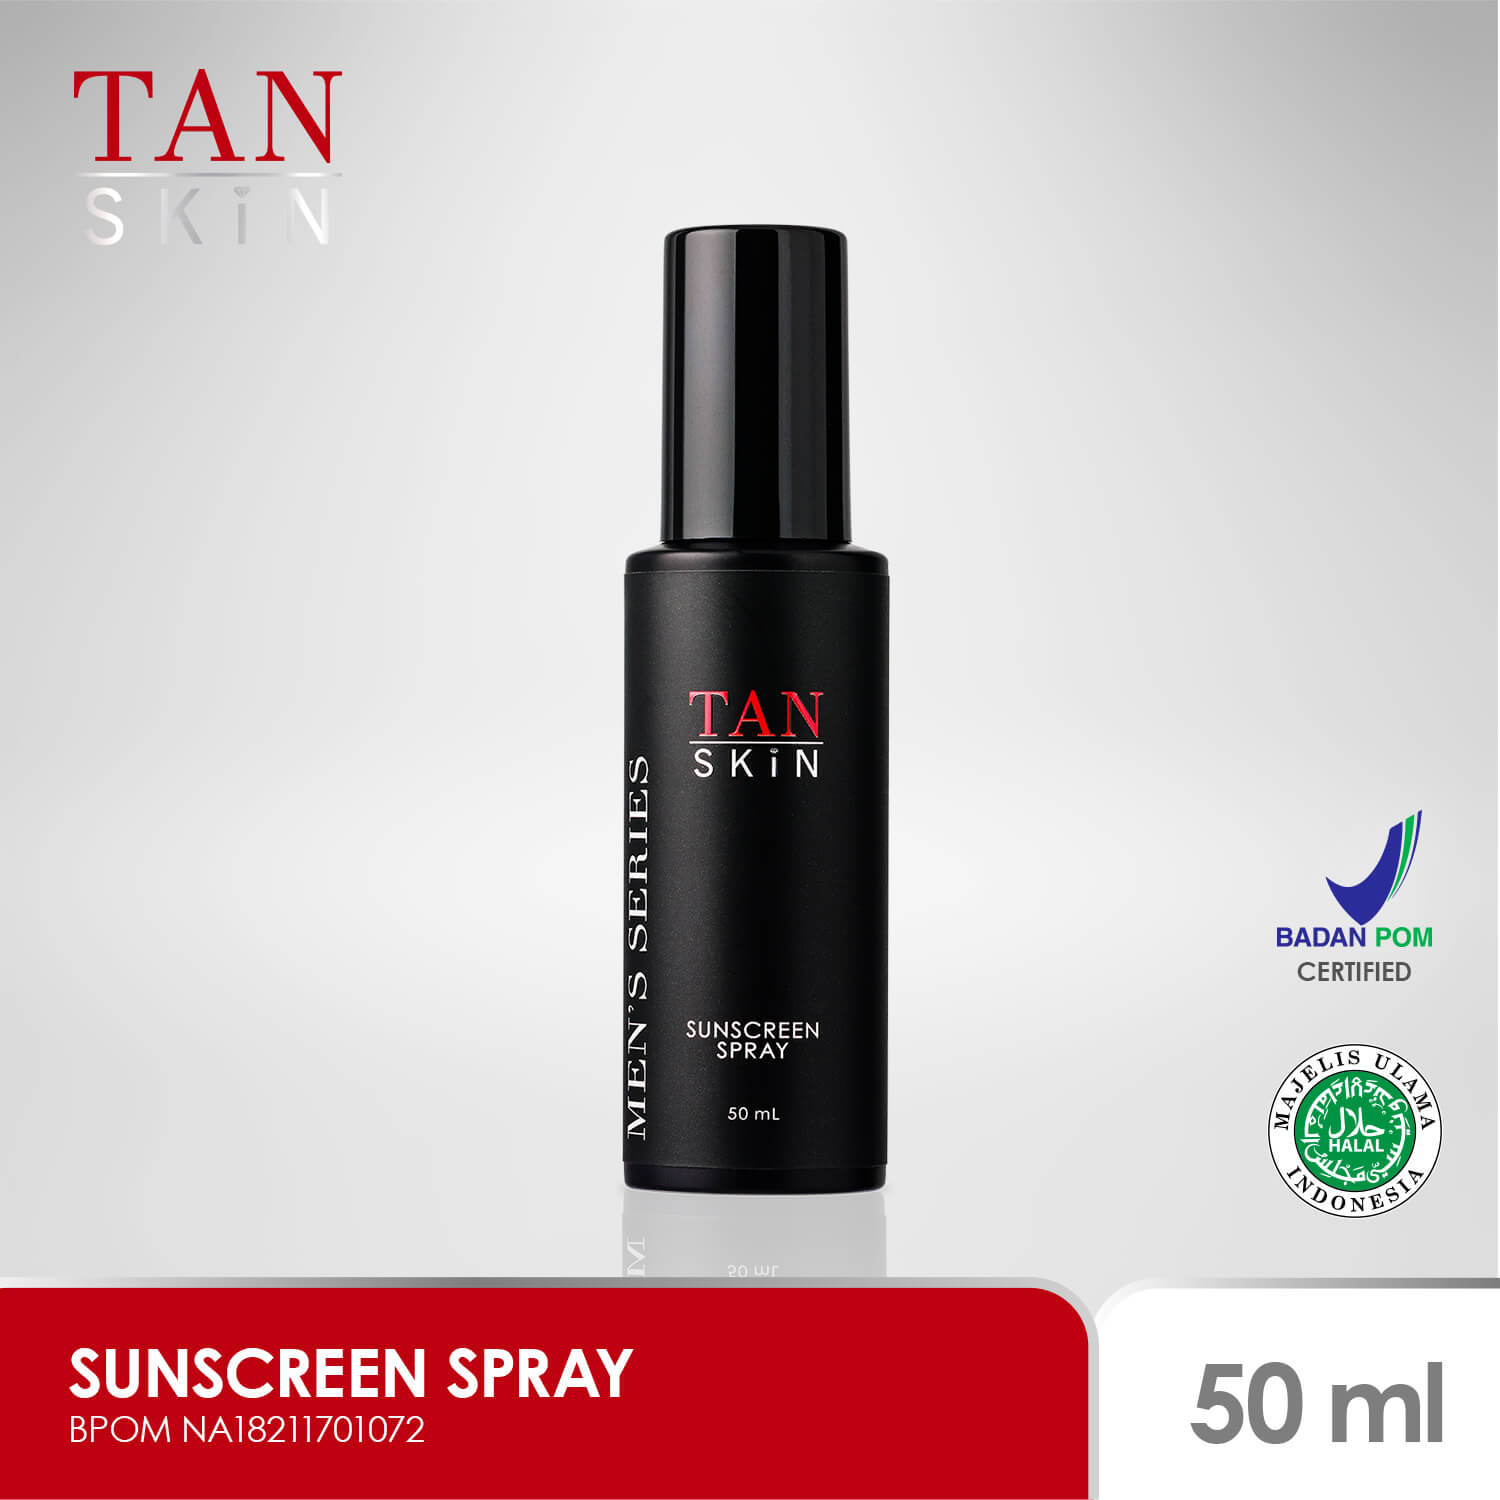 TAN
SKiN
TAN
SKiN
MEN'S SERIES
SUNSCREEN
SPRAY
50 mL
BADAN POM
CERTIFIED
MAJELIS ULAMA
حلال
HALAL
INDONESIA
SUNSCREEN SPRAY
BPOM NA18211701072
50 ml